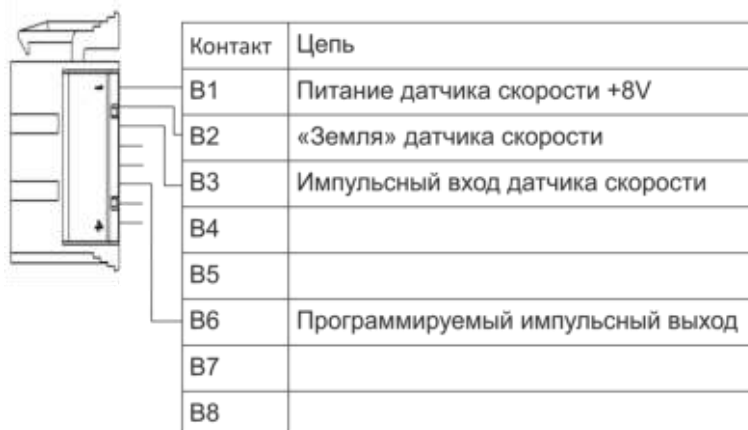 Контакт Цепь
B1 Питание датчика скорости +8V
B2 «Земля» датчика скорости
B3 Импульсный вход датчика скорости
B4
B5
B6 Программируемый импульсный выход
B7
B8